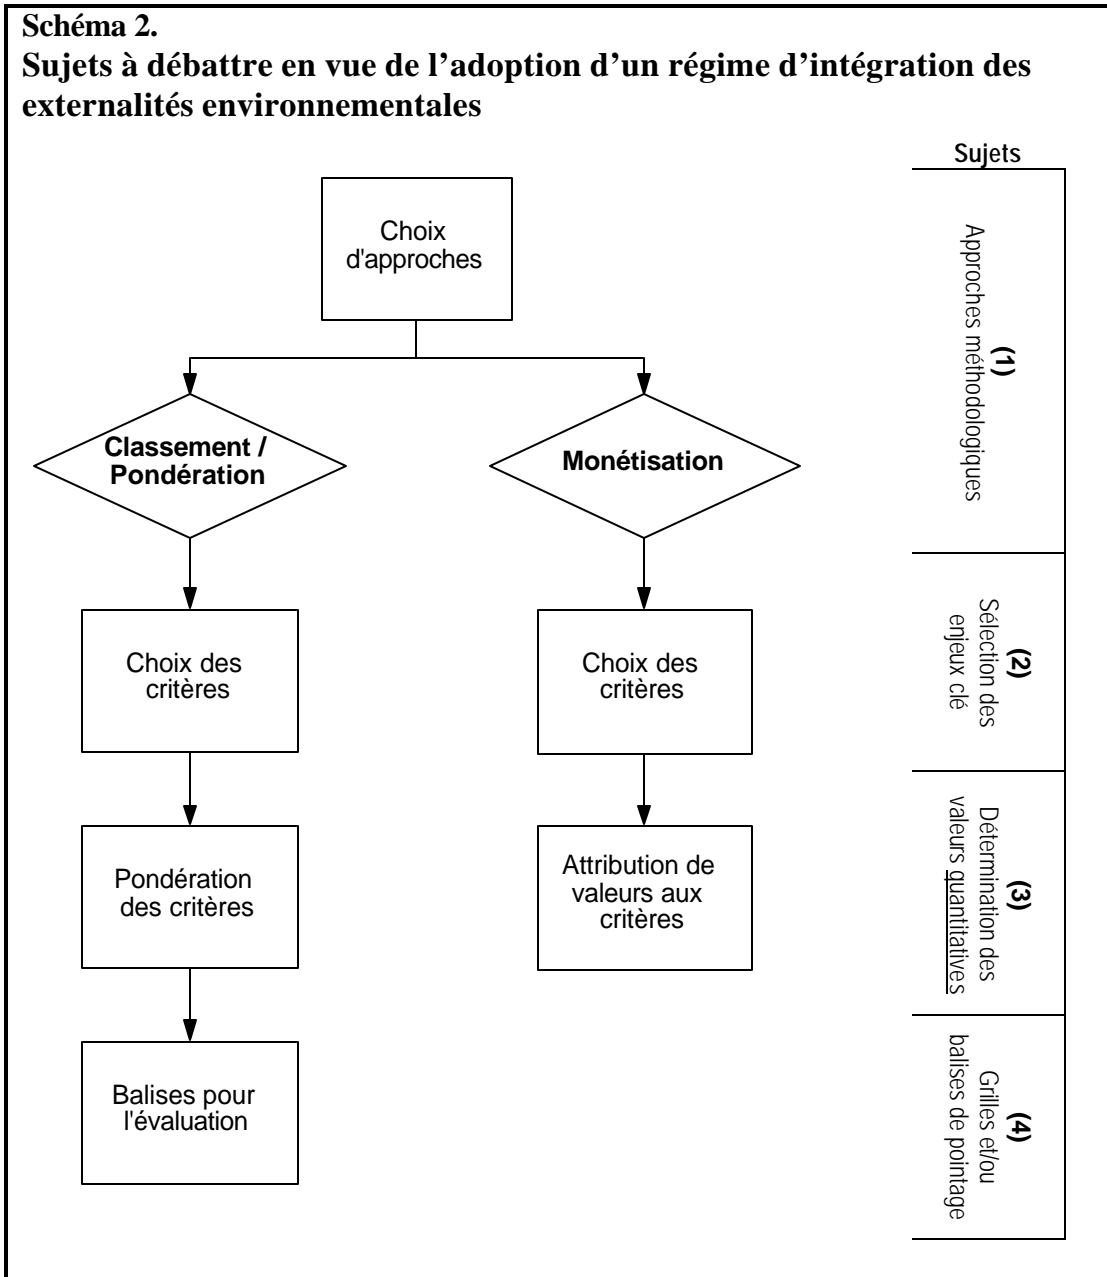 Schéma 2.
Sujets à débattre en vue de l’adoption d’un régime d’intégration des
externalités environnementales
Sujets
Choix
d'approches
(1)
Approches méthodologiques
Classement /
Pondération
Monétisation
Choix des
critères
Choix des
critères
(2)
Sélection des
enjeux clé
Pondération
des critères
Attribution de
valeurs aux
critères
(3)
Détermination des
valeurs quantitatives
Balises pour
l'évaluation
(4)
Grilles et/ou
balises de pointage